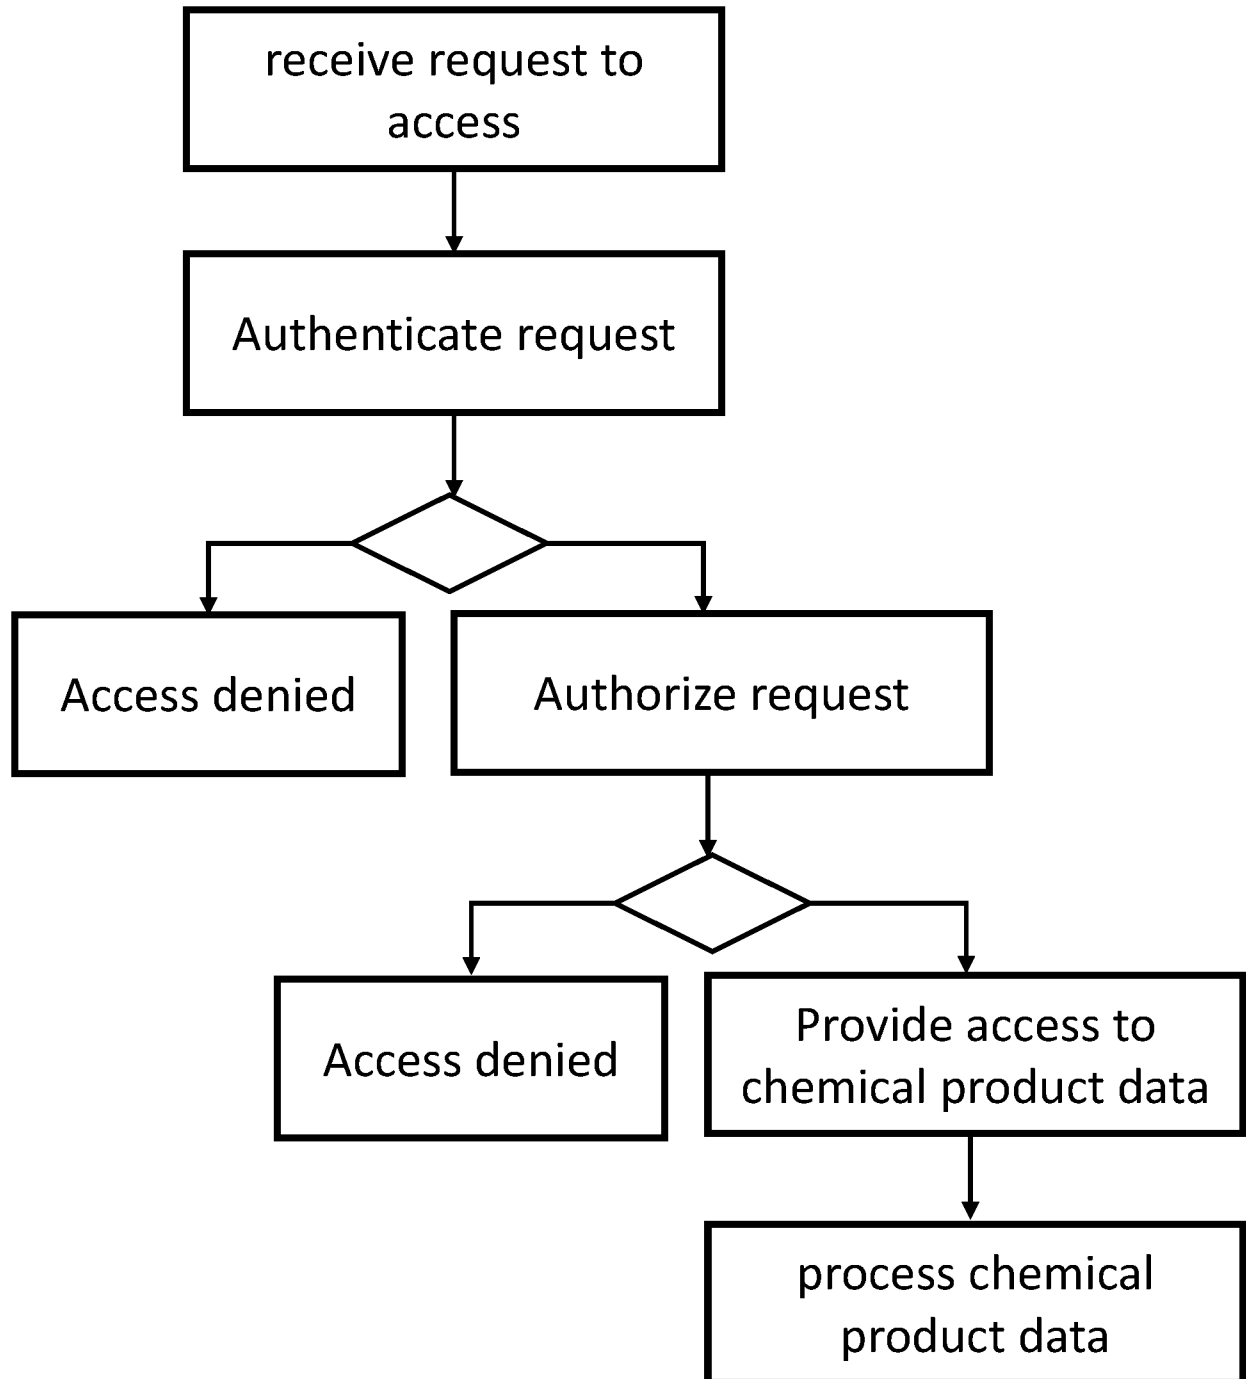 receive request to
access
Authenticate request
Access denied
Authorize request
Access denied
Provide access to
chemical product data
process chemical
product data